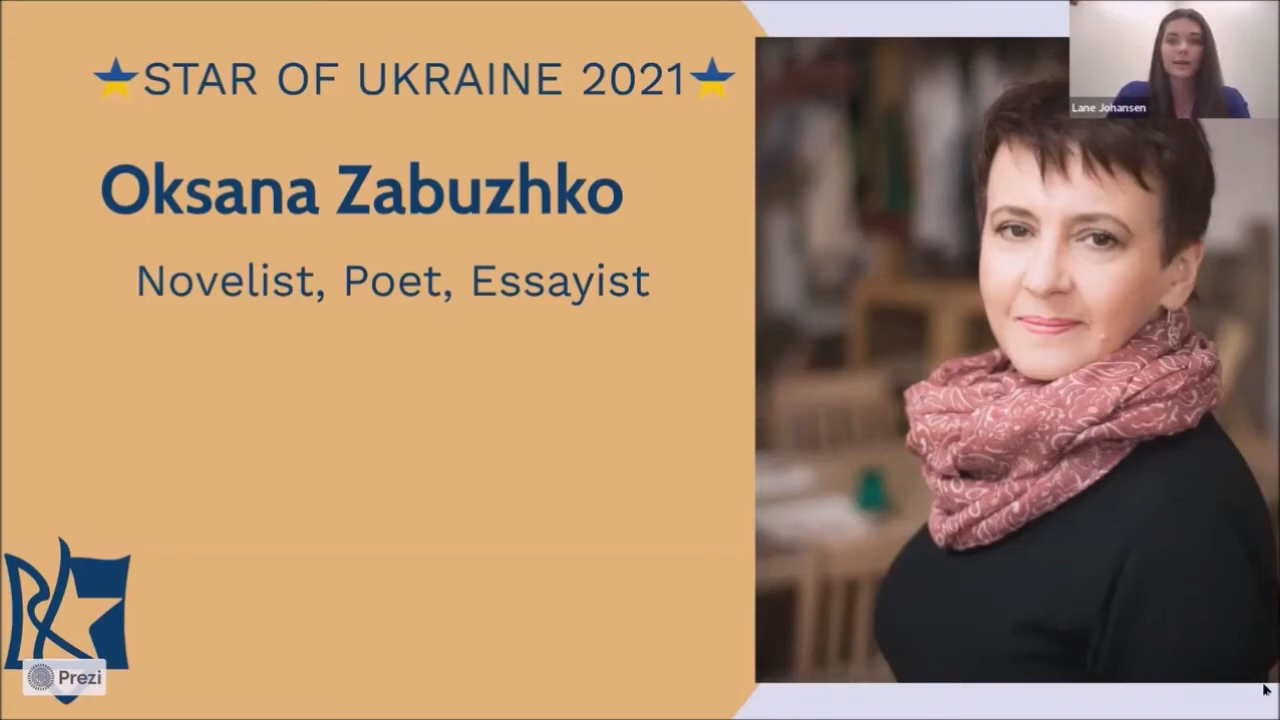 STAR OF UKRAINE 2021
Oksana Zabuzhko
Novelist, Poet, Essayist
Lane Johansen
Prezi